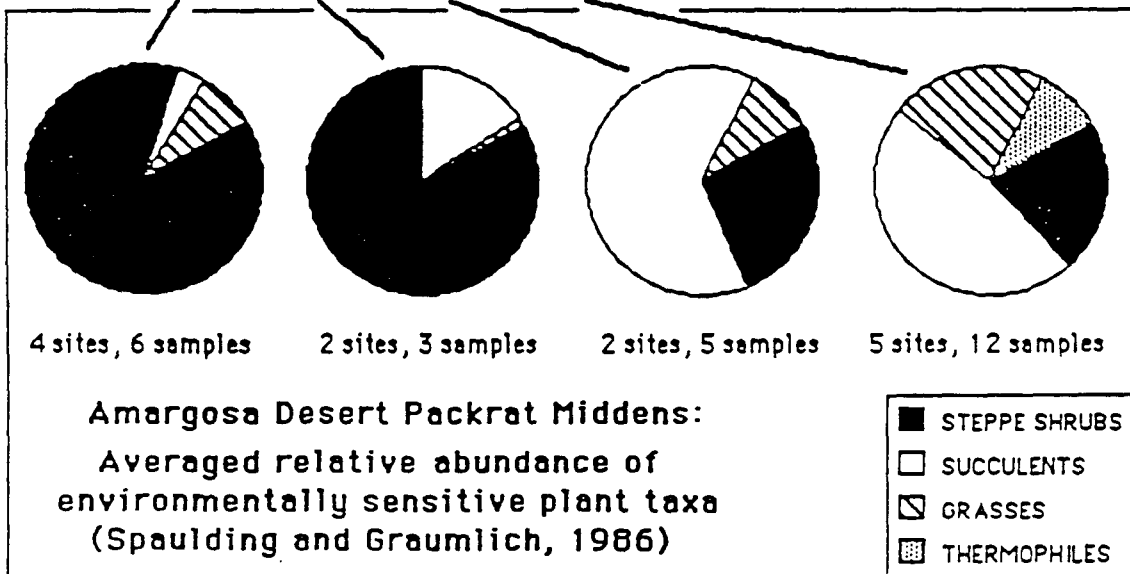 4 sites, 6 samples
2 sites, 3 samples
2 sites, 5 samples
5 sites, 12 samples
Amargosa Desert Packrat Middens:
Averaged relative abundance of
environmentally sensitive plant taxa
(Spaulding and Graumlich, 1986)
STEPPE SHRUBS
SUCCULENTS
GRASSES
THERMOPHILES